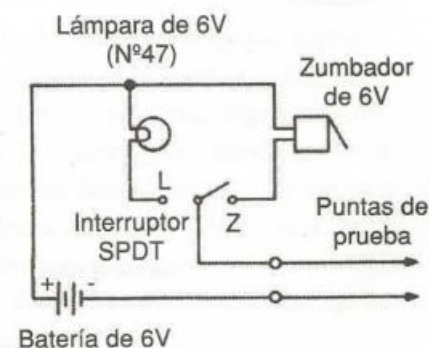 Lámpara de 6V
(Nº47)
Zumbador
de 6V
L
Z
Interruptor
SPDT
Puntas de
prueba
+
-
Batería de 6V